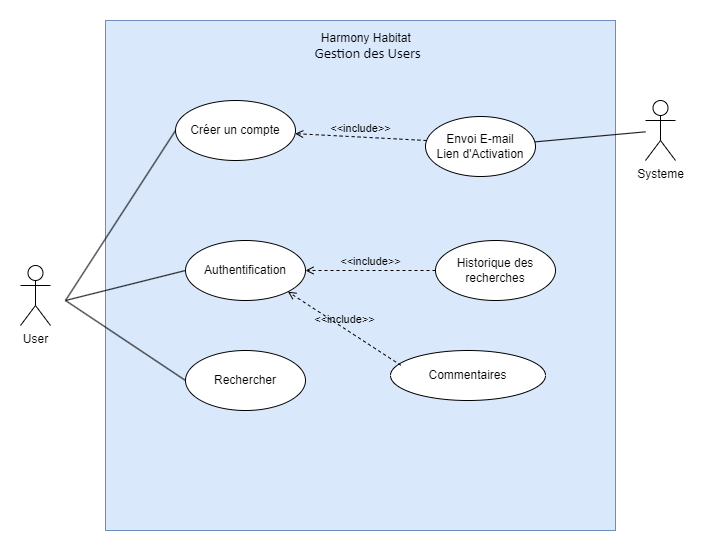 Harmony Habitat
Gestion des Users
Créer un compte
<<include>>
Envoi E-mail
Lien d'Activation
Systeme
Authentification
<<include>>
Historique des
recherches
User
<<include>>
Rechercher
Commentaires